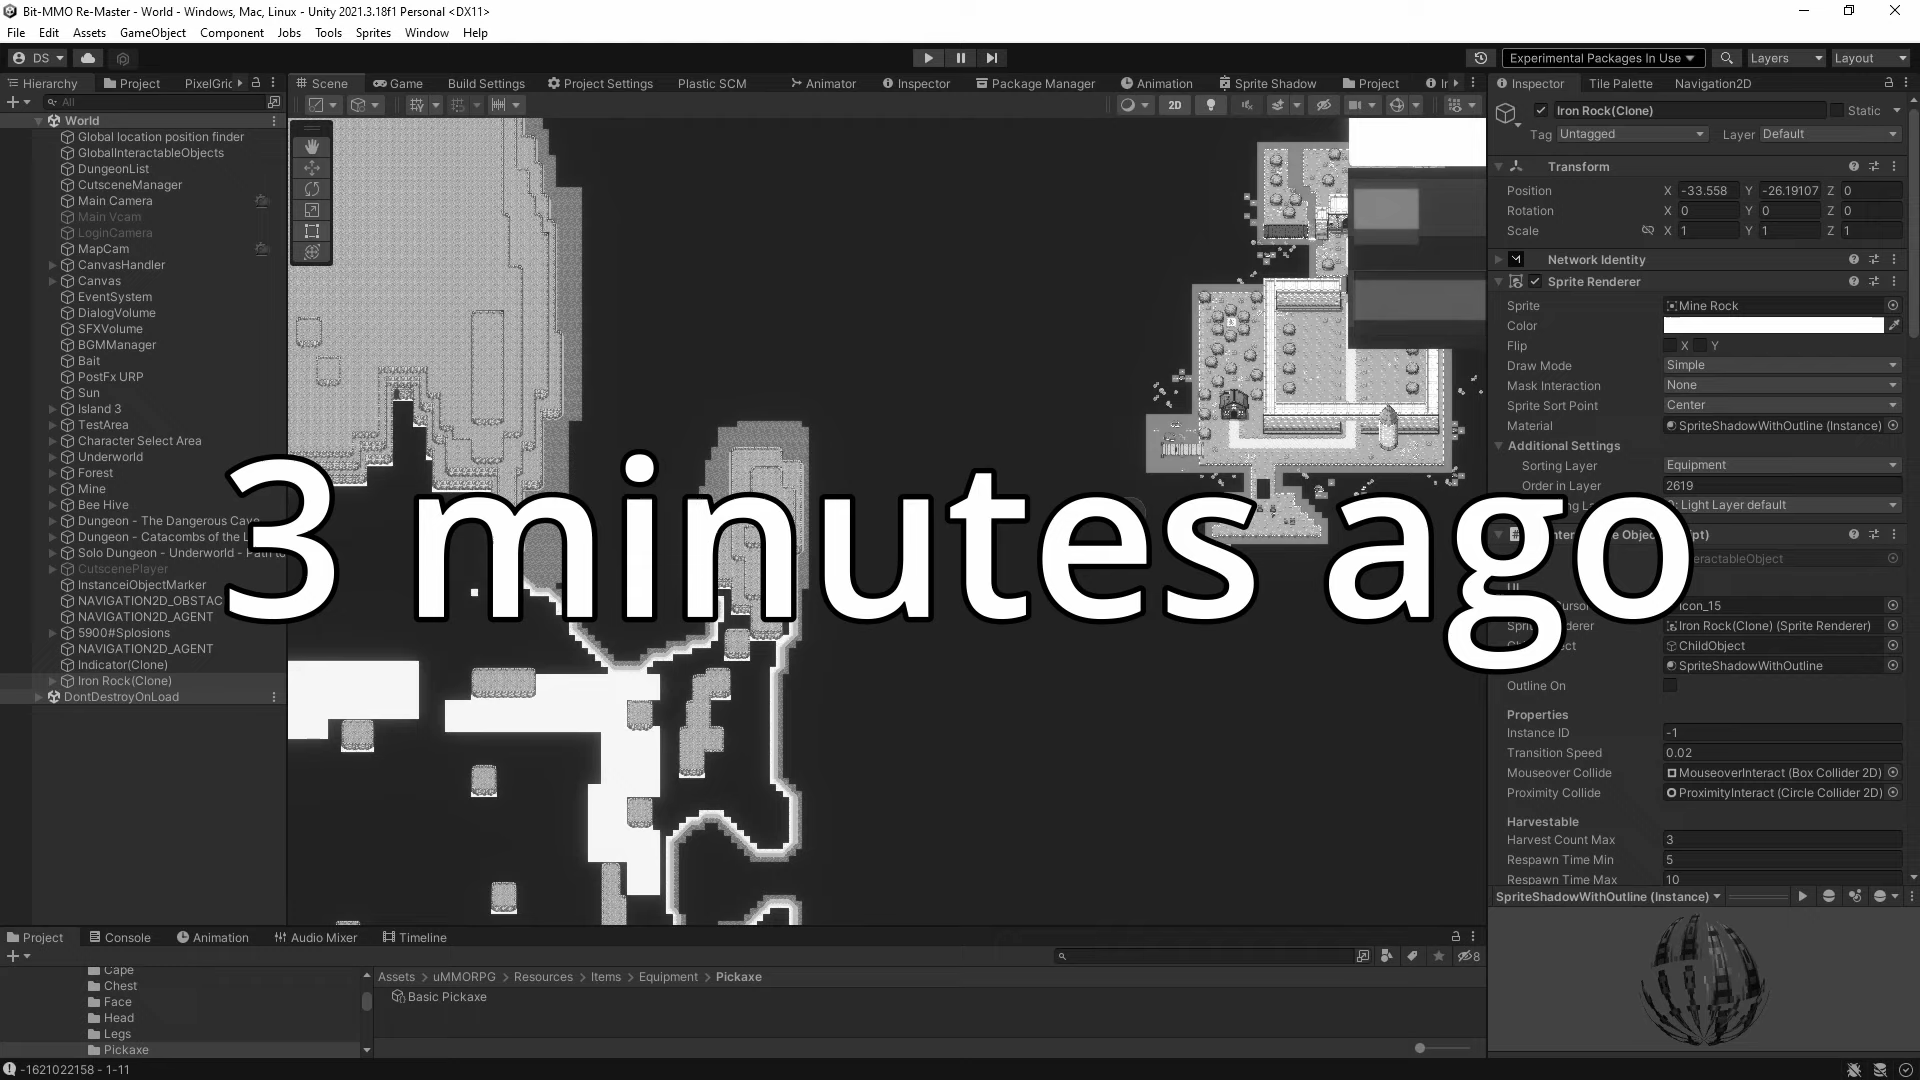 Bit-MMO Re-Master - World - Windows, Mac, Linux - Unity 2021.3.18f1 Personal <DX11>
File Edit Assets GameObject Component Jobs Tools Sprites Window Help
DS Experimental Packages In Use Layers Layout
Hierarchy Project PixelGric Scene Game Build Settings Project Settings Plastic SCM Animator Inspector Package Manager Animation Sprite Shadow Project Ir Inspector Tile Palette Navigation2D
All
2D
World
Global location position finder
GlobalInteractableObjects
DungeonList
CutsceneManager
Main Camera
Main Vcam
LoginCamera
MapCam
CanvasHandler
Canvas
EventSystem
DialogVolume
SFXVolume
BGMManager
Bait
PostFx URP
Sun
Island 3
TestArea
Character Select Area
Underworld
Forest
Mine
Bee Hive
Dungeon - The Dangerous Cave
Dungeon - Catacombs of the L
Solo Dungeon - Underworld - Path to
CutscenePlayer
InstanceiObjectMarker
NAVIGATION2D_OBSTAC
NAVIGATION2D_AGENT
5900#Splosions
NAVIGATION2D_AGENT
Indicator(Clone)
Iron Rock(Clone)
DontDestroyOnLoad
3 minutes ago
Iron Rock(Clone) Static
Tag Untagged Layer Default
Transform
Position X -33.558 Y -26.19107 Z 0
Rotation X 0 Y 0 Z 0
Scale X 1 Y 1 Z 1
Network Identity
Sprite Renderer
Sprite Mine Rock
Color
Flip X Y
Draw Mode Simple
Mask Interaction None
Sprite Sort Point Center
Material SpriteShadowWithOutline (Instance)
Additional Settings
Sorting Layer Equipment
Order in Layer 2619
Light Layer default
SpriteShadowWithOutline
Iron Rock(Clone) (Sprite Renderer)
ChildObject
Outline On
Properties
Instance ID -1
Transition Speed 0.02
Mouseover Collide MouseoverInteract (Box Collider 2D)
Proximity Collide ProximityInteract (Circle Collider 2D)
Harvestable
Harvest Count Max 3
Respawn Time Min 5
Respawn Time Max 10
SpriteShadowWithOutline (Instance)
Project Console Animation Audio Mixer Timeline
8
Cape
Chest
Face
Head
Legs
Pickaxe
Assets > uMMORPG > Resources > Items > Equipment > Pickaxe
Basic Pickaxe
-1621022158 - 1-11